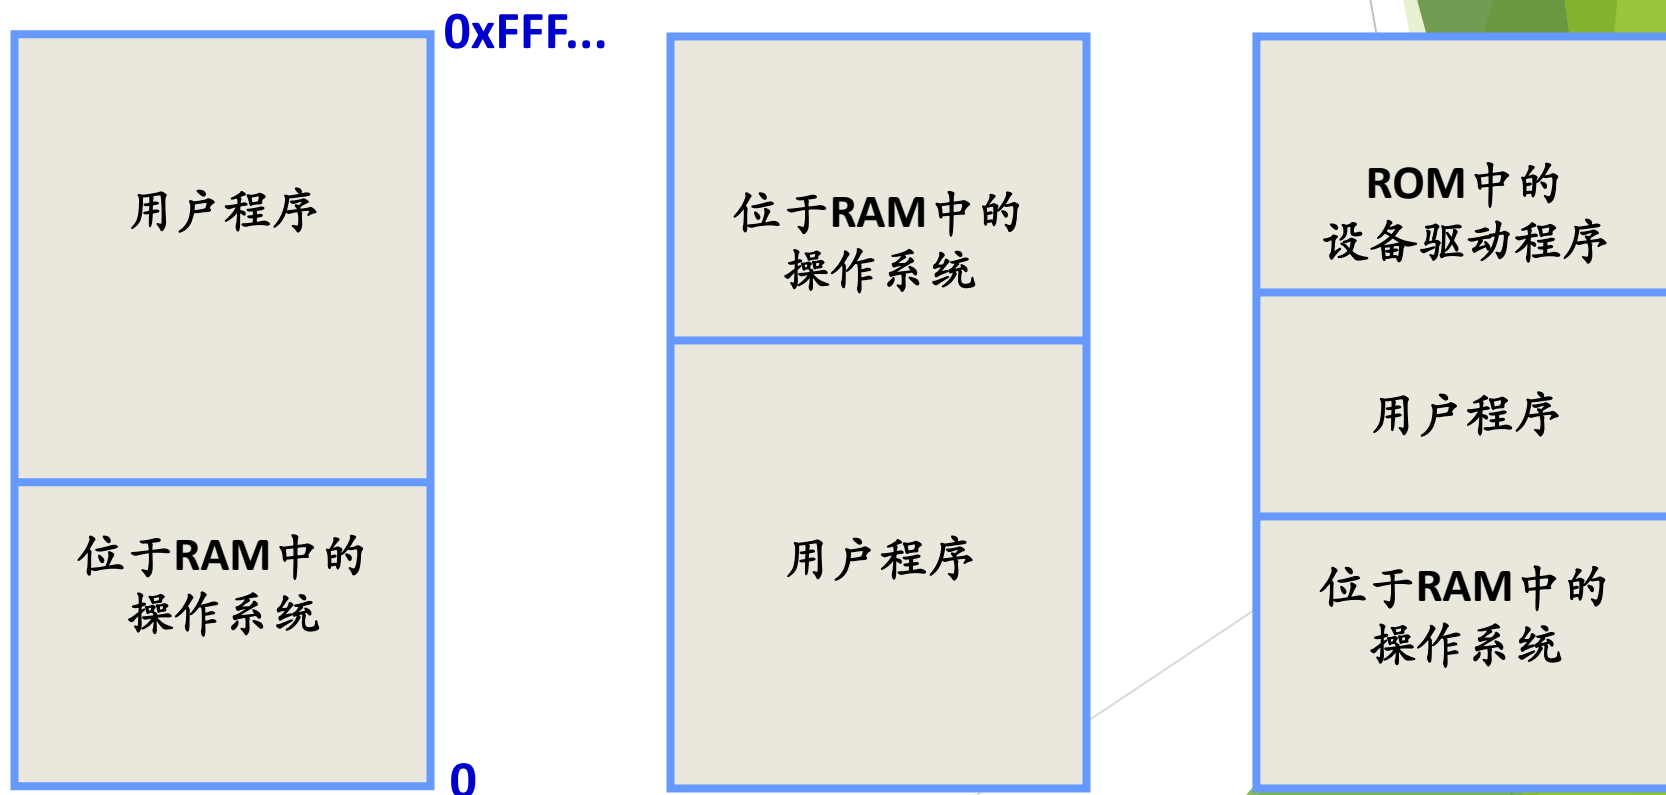 0xFFF...
用户程序
位于RAM中的
操作系统
0
位于RAM中的
操作系统
用户程序
ROM中的
设备驱动程序
用户程序
位于RAM中的
操作系统